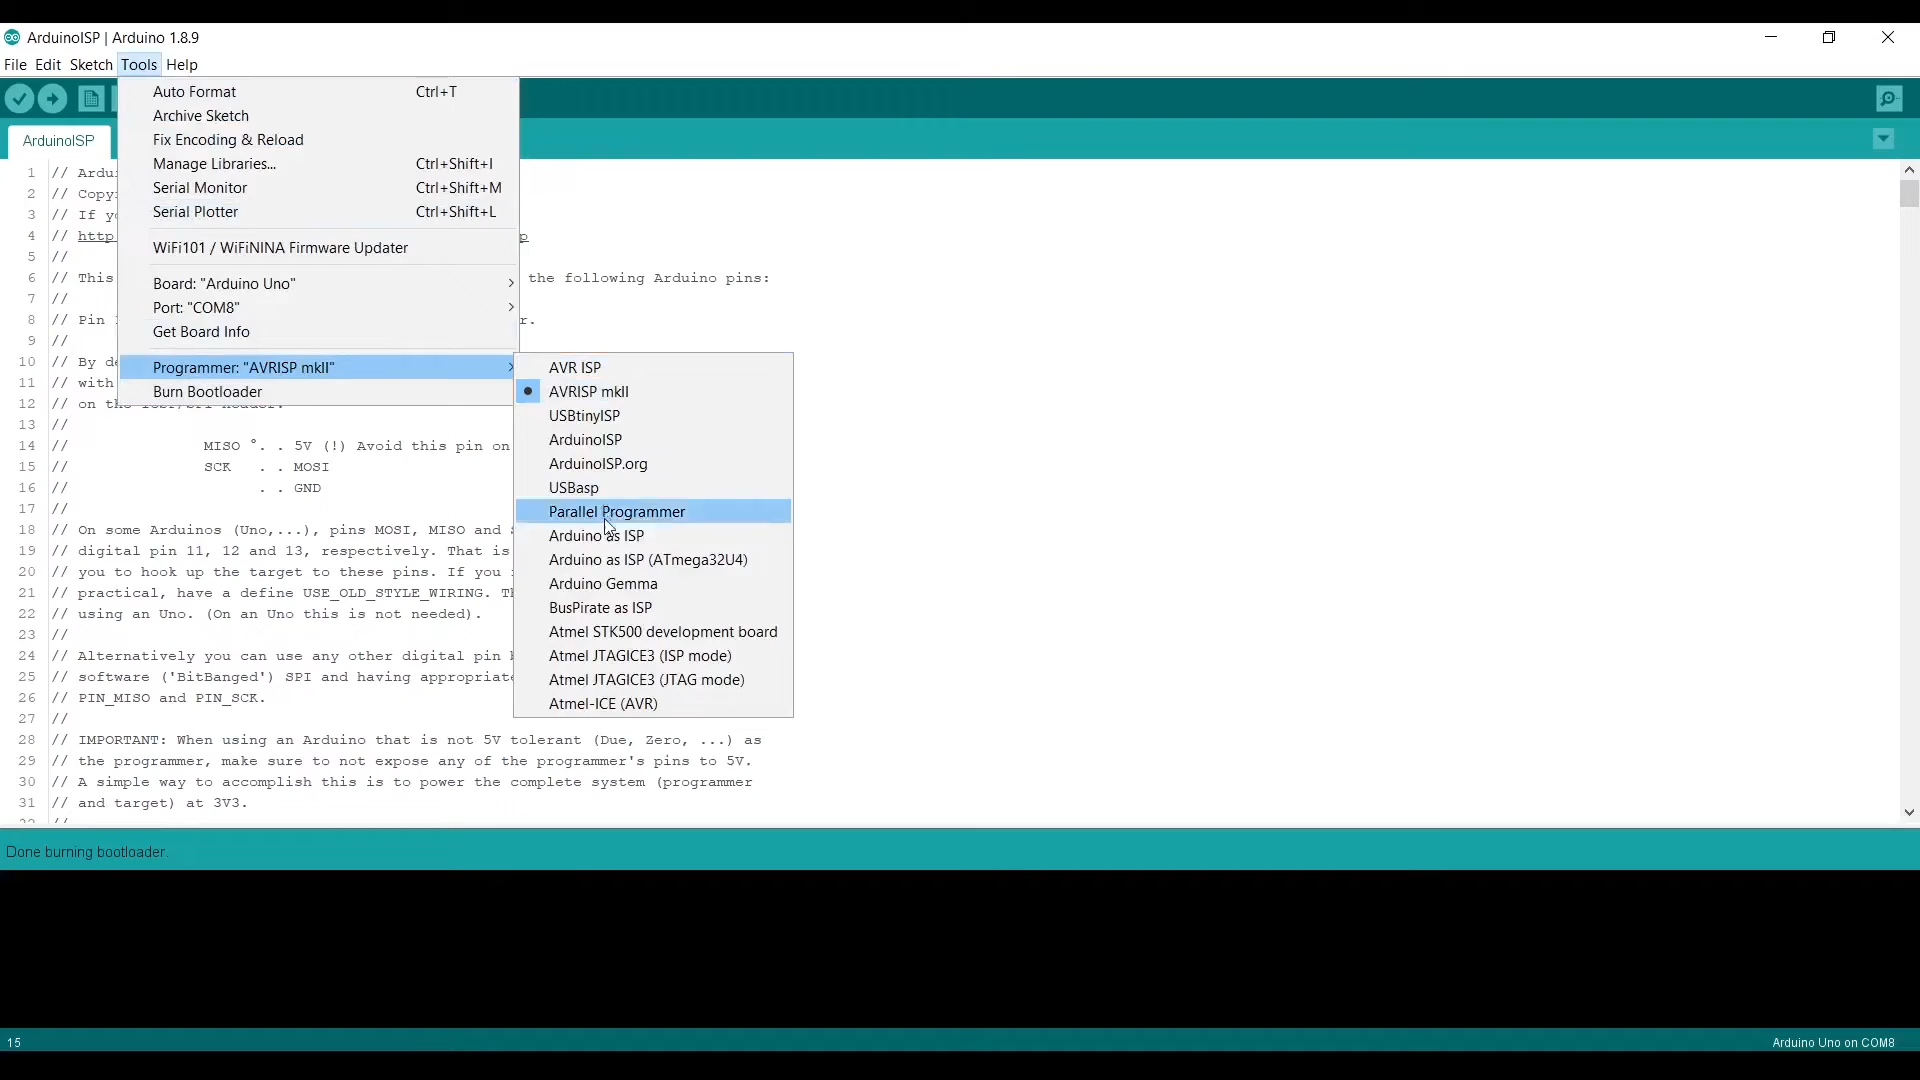 ArduinoISP | Arduino 1.8.9
File Edit Sketch Tools Help
Auto Format Ctrl+T
Archive Sketch
Fix Encoding & Reload
Manage Libraries... Ctrl+Shift+I
Serial Monitor Ctrl+Shift+M
Serial Plotter Ctrl+Shift+L
WiFi101 / WiFiNINA Firmware Updater
Board: "Arduino Uno"
Port: "COM8"
Get Board Info
Programmer: "AVRISP mkII"
Burn Bootloader
AVR ISP
AVRISP mkII
USBtinyISP
ArduinoISP
ArduinoISP.org
USBasp
Parallel Programmer
Arduino as ISP
Arduino as ISP (ATmega32U4)
Arduino Gemma
BusPirate as ISP
Atmel STK500 development board
Atmel JTAGICE3 (ISP mode)
Atmel JTAGICE3 (JTAG mode)
Atmel-ICE (AVR)
ArduinoISP
1 // Ardu
2 // Copy
3 // If y
4 // http p
5 //
6 // This the following Arduino pins:
7 //
8 // Pin r.
9 //
10 // By de
11 // with
12 // on the
13 //
14 // MISO °. . 5V (!) Avoid this pin on
15 // SCK . . MOSI
16 // . . GND
17 //
18 // On some Arduinos (Uno,...), pins MOSI, MISO and
19 // digital pin 11, 12 and 13, respectively. That is
20 // you to hook up the target to these pins. If you
21 // practical, have a define USE_OLD_STYLE_WIRING. Th
22 // using an Uno. (On an Uno this is not needed).
23 //
24 // Alternatively you can use any other digital pin
25 // software ('BitBanged') SPI and having appropriate
26 // PIN_MISO and PIN_SCK.
27 //
28 // IMPORTANT: When using an Arduino that is not 5V tolerant (Due, Zero, ...) as
29 // the programmer, make sure to not expose any of the programmer's pins to 5V.
30 // A simple way to accomplish this is to power the complete system (programmer
31 // and target) at 3V3.
Done burning bootloader.
15 Arduino Uno on COM8